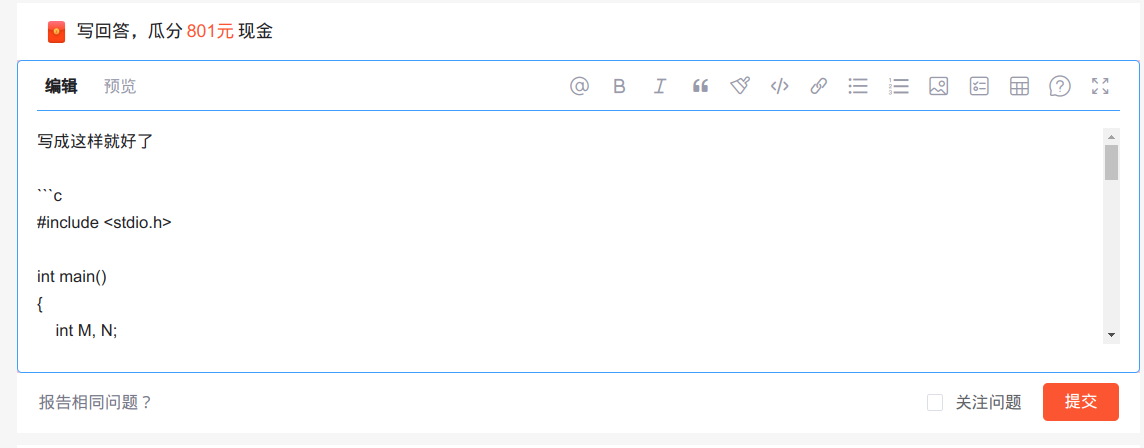 写回答，瓜分 801元 现金
编辑 预览
写成这样就好了
```c
#include <stdio.h>
int main()
{
int M, N;
报告相同问题？ 关注问题 提交